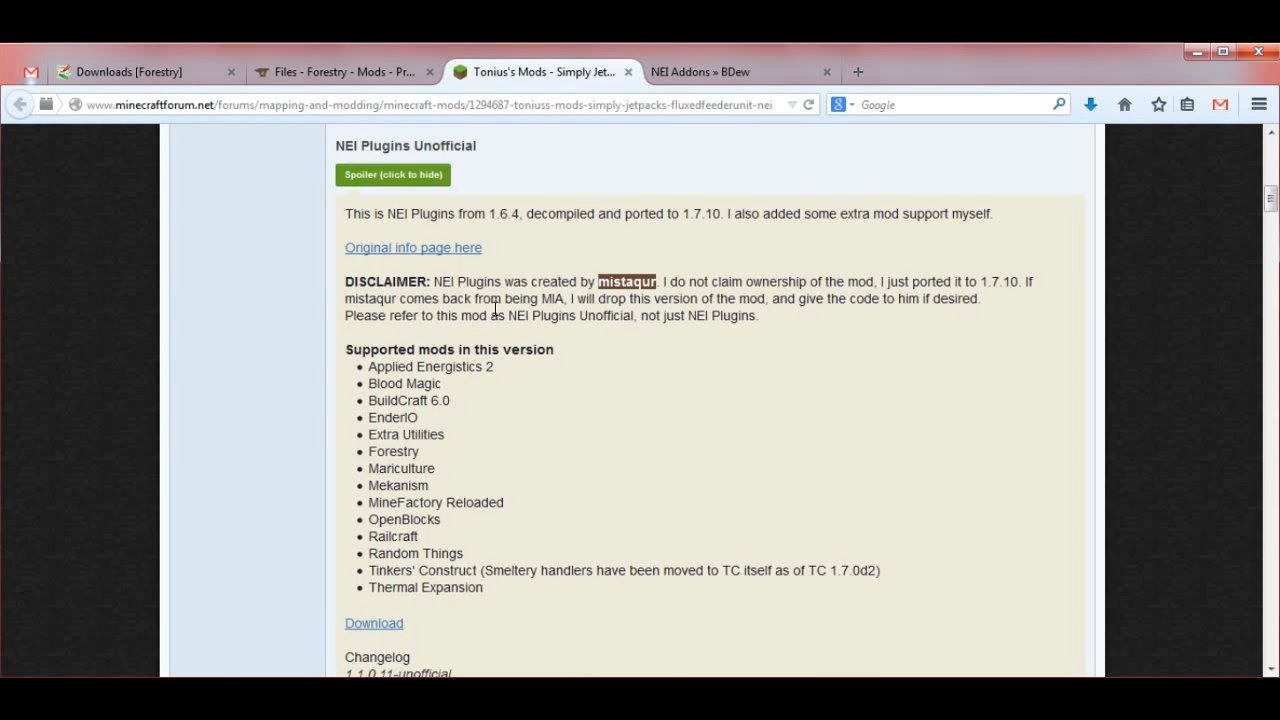 Downloads [Forestry]
Files - Forestry - Mods - Pr...
Tonius's Mods - Simply Jet...
NEI Addons » BDew
www.minecraftforum.net/forums/mapping-and-modding/minecraft-mods/1294687-toniuss-mods-simply-jetpacks-fluxedfeederunit-nei
Google
NEI Plugins Unofficial
Spoiler (click to hide)
This is NEI Plugins from 1.6.4, decompiled and ported to 1.7.10. I also added some extra mod support myself.
Original info page here
DISCLAIMER: NEI Plugins was created by mistaqur. I do not claim ownership of the mod, I just ported it to 1.7.10. If
mistaqur comes back from being MIA, I will drop this version of the mod, and give the code to him if desired.
Please refer to this mod as NEI Plugins Unofficial, not just NEI Plugins.
Supported mods in this version
Applied Energistics 2
Blood Magic
BuildCraft 6.0
EnderIO
Extra Utilities
Forestry
Mariculture
Mekanism
MineFactory Reloaded
OpenBlocks
Railcraft
Random Things
Tinkers' Construct (Smeltery handlers have been moved to TC itself as of TC 1.7.0d2)
Thermal Expansion
Download
Changelog
1.1.0.11-unofficial